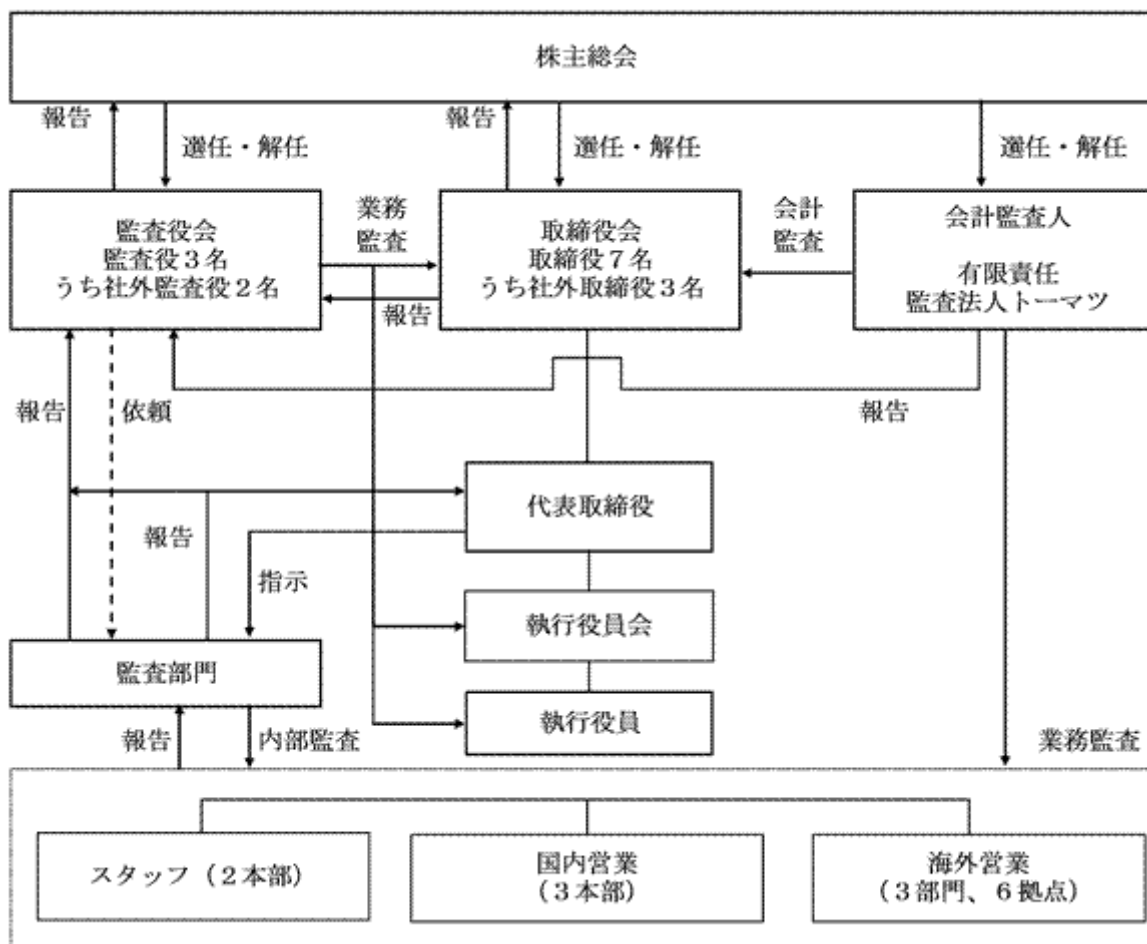 株主総会
報告
選任・解任
報告
選任・解任
選任・解任
監査役会
監査役3名
うち社外監査役2名
業務
監査
報告
取締役会
取締役7名
うち社外取締役3名
会計
監査
会計監査人
有限責任
監査法人トーマツ
報告
依頼
報告
報告
指示
代表取締役
執行役員会
監査部門
執行役員
報告
内部監査
業務監査
スタッフ(2本部)
国内営業
(3本部)
海外営業
(3部門、6拠点)